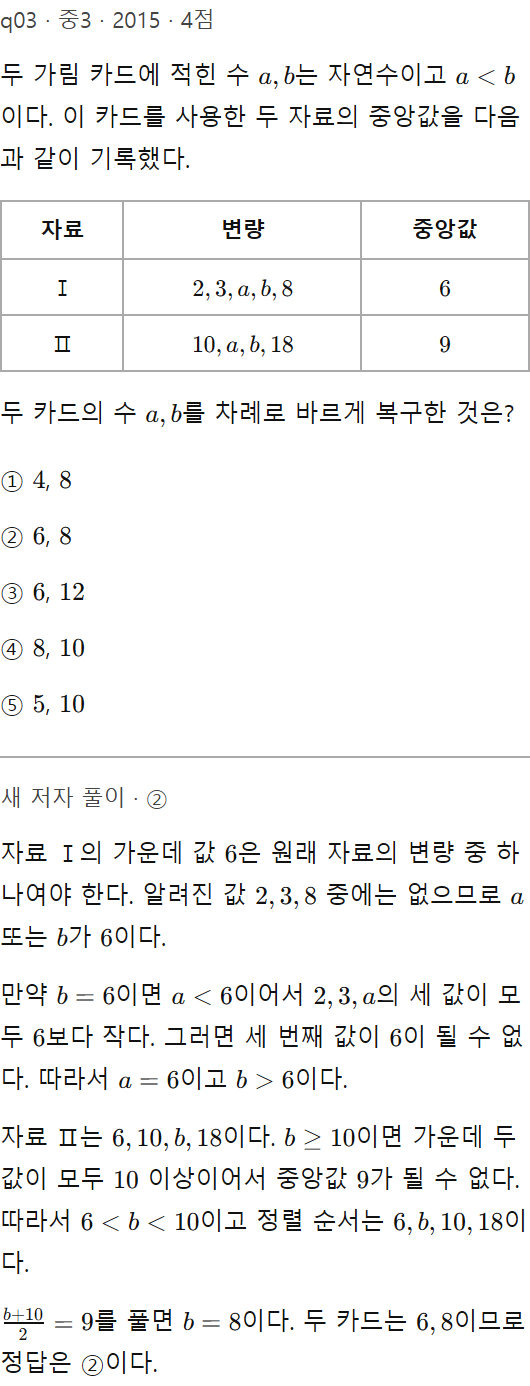 q03 · 중3 · 2015 · 4점
두 가림 카드에 적힌 수 a, b는 자연수이고 a < b
이다. 이 카드를 사용한 두 자료의 중앙값을 다음
과 같이 기록했다.
자료 변량 중앙값
Ⅰ 2, 3, a, b, 8 6
Ⅱ 10, a, b, 18 9
두 카드의 수 a, b를 차례로 바르게 복구한 것은?
① 4, 8
② 6, 8
③ 6, 12
④ 8, 10
⑤ 5, 10
새 저자 풀이 · ②
자료 Ⅰ의 가운데 값 6은 원래 자료의 변량 중 하
나여야 한다. 알려진 값 2, 3, 8 중에는 없으므로 a
또는 b가 6이다.
만약 b = 6이면 a < 6이어서 2, 3, a의 세 값이 모
두 6보다 작다. 그러면 세 번째 값이 6이 될 수 없
다. 따라서 a = 6이고 b > 6이다.
자료 Ⅱ는 6, 10, b, 18이다. b ≥ 10이면 가운데 두
값이 모두 10 이상이어서 중앙값 9가 될 수 없다.
따라서 6 < b < 10이고 정렬 순서는 6, b, 10, 18이
다.
\frac{b+10}{2} = 9를 풀면 b = 8이다. 두 카드는 6, 8이므로
정답은 ②이다.